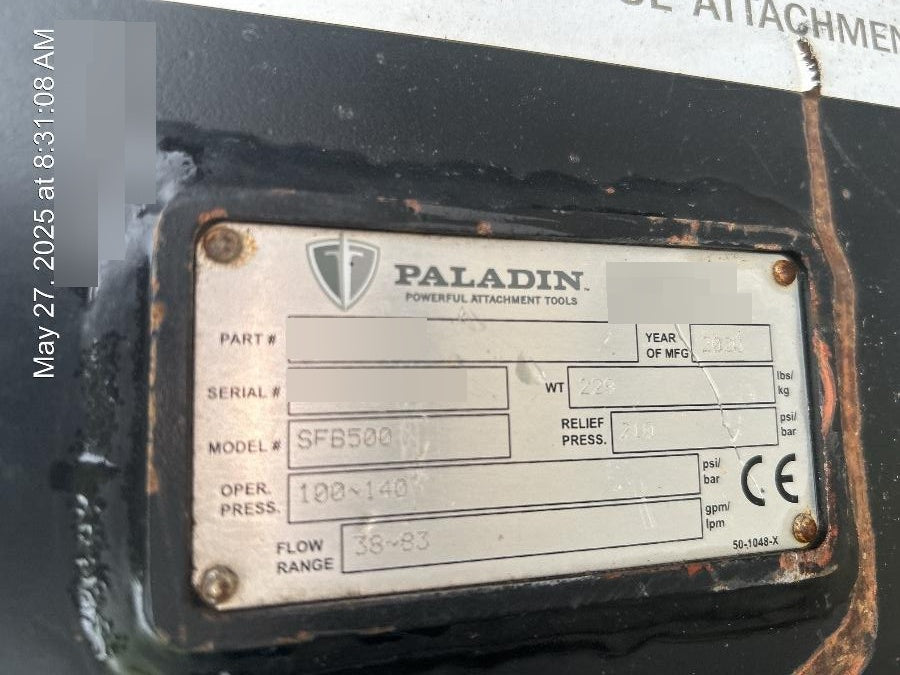 ATTACHMEN
May 27, 2025 at 8:31:08 AM
PALADIN™
POWERFUL ATTACHMENT TOOLS
PART #
YEAR OF MFG
SERIAL #
WT lbs/kg
MODEL # SFB500
RELIEF PRESS. psi/bar
OPER. PRESS. 100~140 psi/bar
CE
FLOW RANGE 38~83 gpm/lpm
50-1048-X